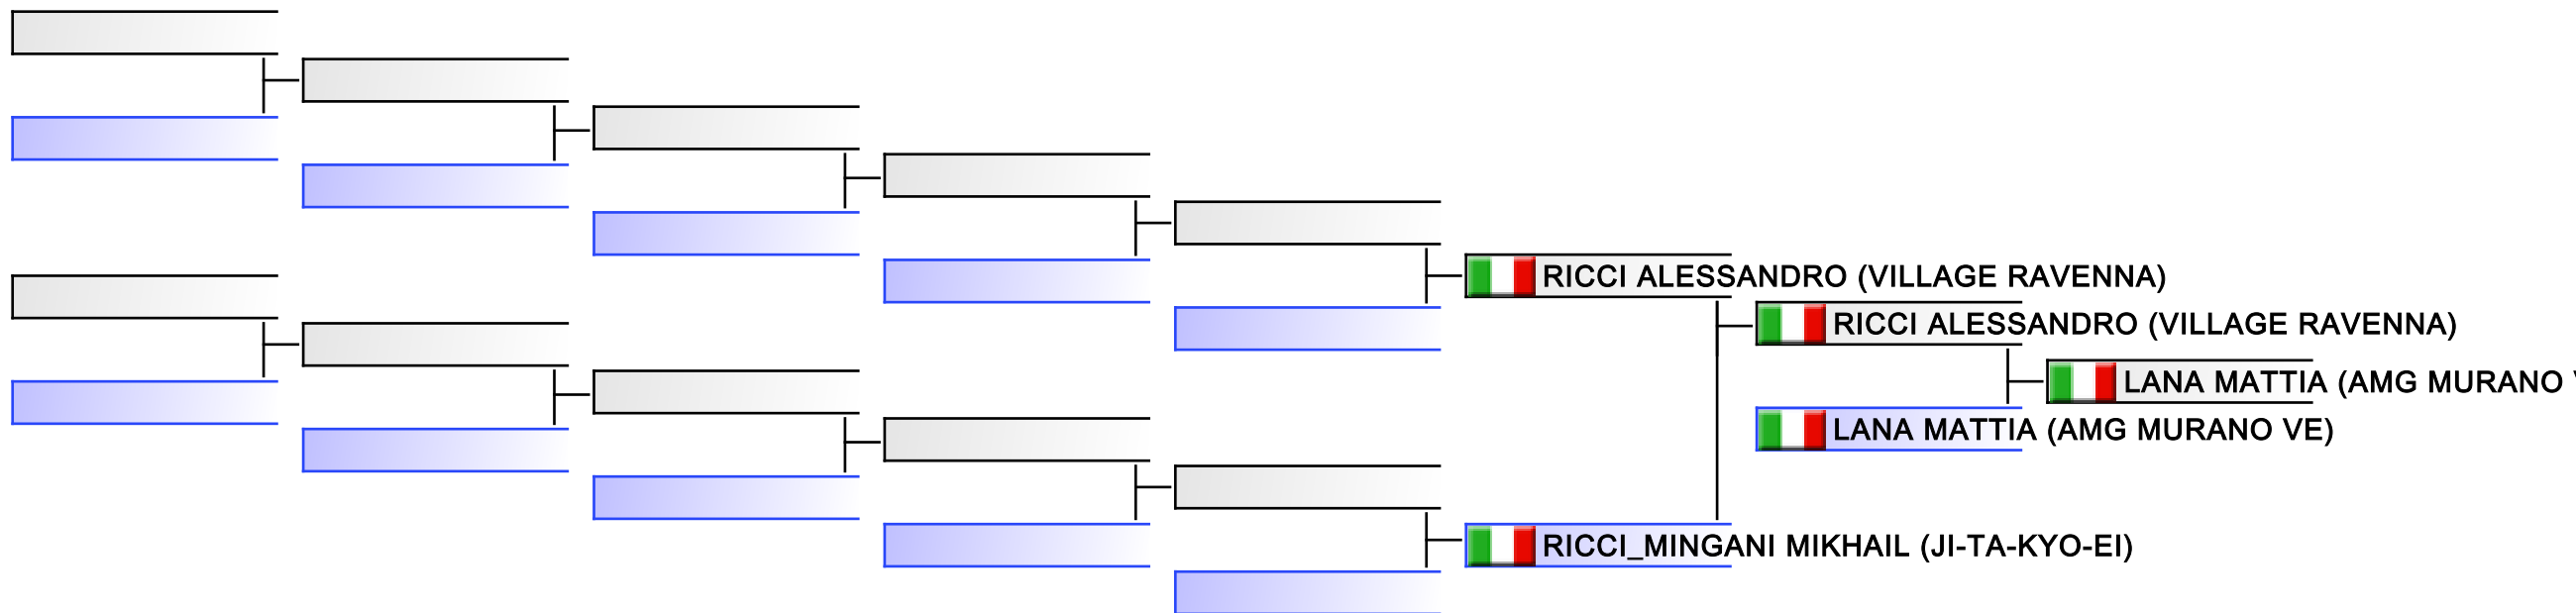 RICCI ALESSANDRO (VILLAGE RAVENNA)
RICCI ALESSANDRO (VILLAGE RAVENNA)
LANA MATTIA (AMG MURANO
LANA MATTIA (AMG MURANO VE)
RICCI_MINGANI MIKHAIL (JI-TA-KYO-EI)